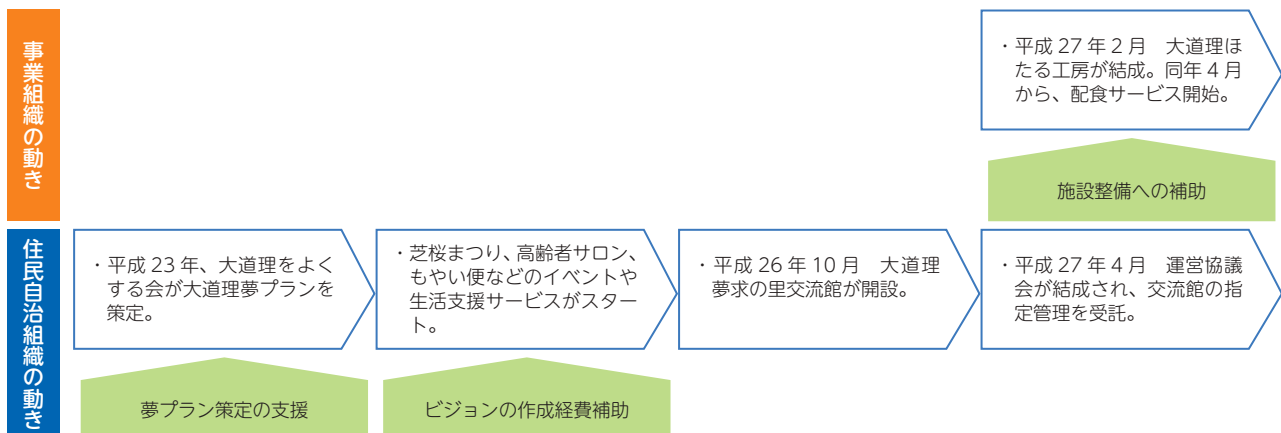 事業組織の動き
・平成 27 年 2 月　大道理ほ
たる工房が結成。同年 4 月
から、配食サービス開始。
施設整備への補助
住民自治組織の動き
・平成 23 年、大道理をよく
する会が大道理夢プランを
策定。
・芝桜まつり、高齢者サロン、
もやい便などのイベントや
生活支援サービスがスター
ト。
・平成 26 年 10 月　大道理
夢求の里交流館が開設。
・平成 27 年 4 月　運営協議
会が結成され、交流館の指
定管理を受託。
夢プラン策定の支援
ビジョンの作成経費補助